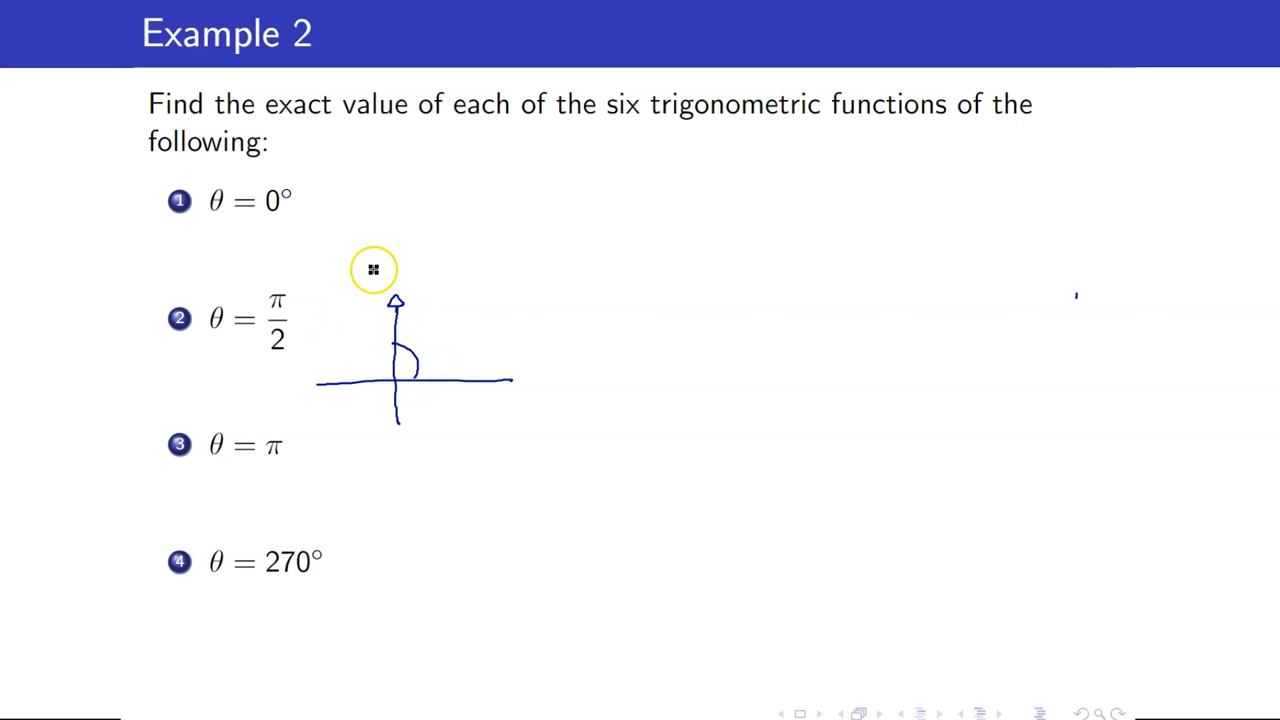 Example 2
Find the exact value of each of the six trigonometric functions of the
following:
1 θ = 0°
2 θ = π/2
3 θ = π
4 θ = 270°